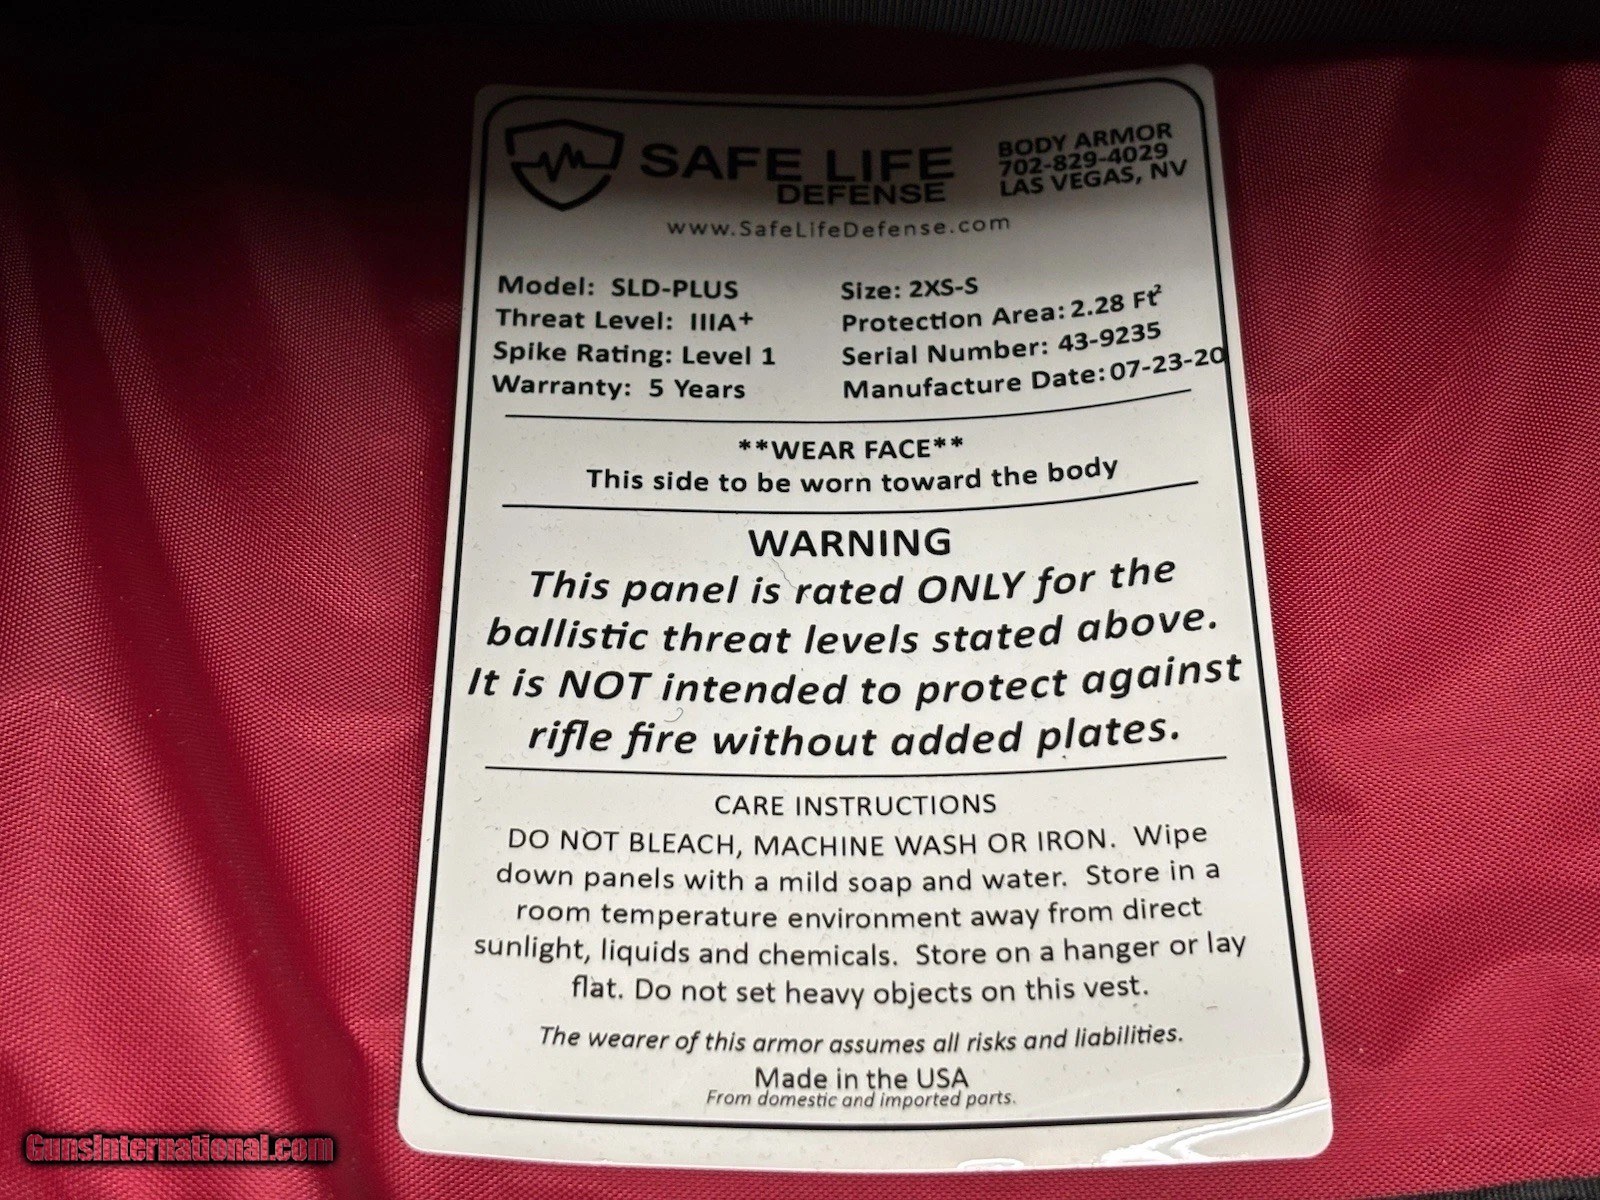 SAFE LIFE
DEFENSE
BODY ARMOR
702-829-4029
LAS VEGAS, NV
www.SafeLifeDefense.com
Model: SLD-PLUS
Threat Level: IIIA+
Spike Rating: Level 1
Warranty: 5 Years
Size: 2XS-S
Protection Area: 2.28 Ft²
Serial Number: 43-9235
Manufacture Date: 07-23-20
**WEAR FACE**
This side to be worn toward the body
WARNING
This panel is rated ONLY for the
ballistic threat levels stated above.
It is NOT intended to protect against
rifle fire without added plates.
CARE INSTRUCTIONS
DO NOT BLEACH, MACHINE WASH OR IRON. Wipe
down panels with a mild soap and water. Store in a
room temperature environment away from direct
sunlight, liquids and chemicals. Store on a hanger or lay
flat. Do not set heavy objects on this vest.
The wearer of this armor assumes all risks and liabilities.
Made in the USA
From domestic and imported parts.
GunsInternational.com